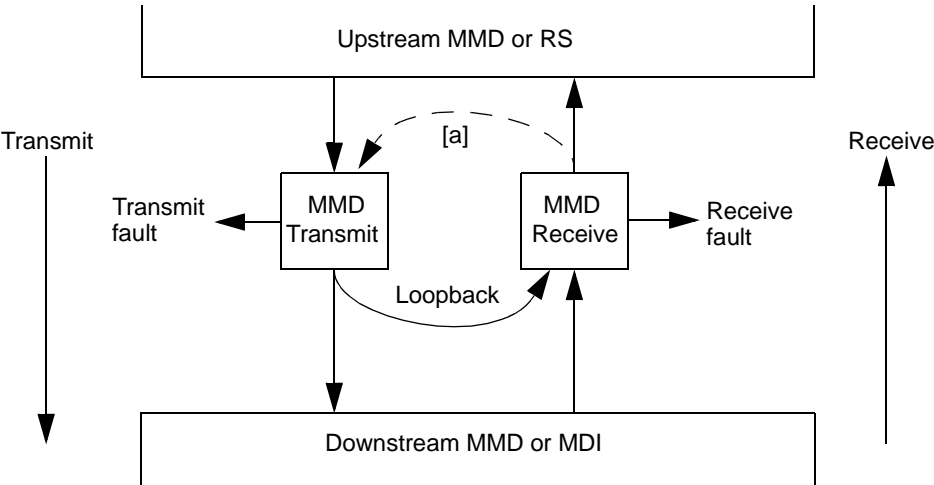 Upstream MMD or RS
[a]
Transmit
Receive
MMD
Transmit
MMD
Receive
Transmit
fault
Receive
fault
Loopback
Downstream MMD or MDI